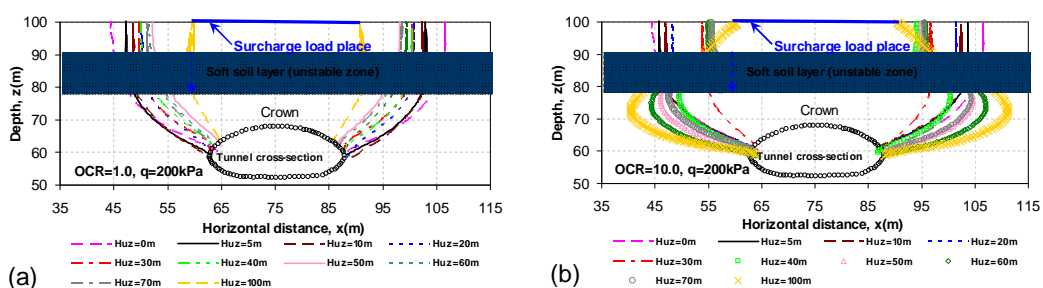 100
90
80
70
60
50
Depth, z(m)
Surcharge load place
Soft soil layer (unstable zone)
Crown
Tunnel cross-section
OCR=1.0, q=200kPa
35 45 55 65 75 85 95 105 115
Horizontal distance, x(m)
Huz=0m Huz=5m Huz=10m Huz=20m
Huz=30m Huz=40m Huz=50m Huz=60m
Huz=70m Huz=100m
(a)
100
90
80
70
60
50
Depth, z(m)
Surcharge load place
Soft soil layer (unstable zone)
Crown
Tunnel cross-section
OCR=10.0, q=200kPa
35 45 55 65 75 85 95 105 115
Horizontal distance, x(m)
Huz=0m Huz=5m Huz=10m Huz=20m
Huz=30m Huz=40m Huz=50m Huz=60m
Huz=70m Huz=100m
(b)